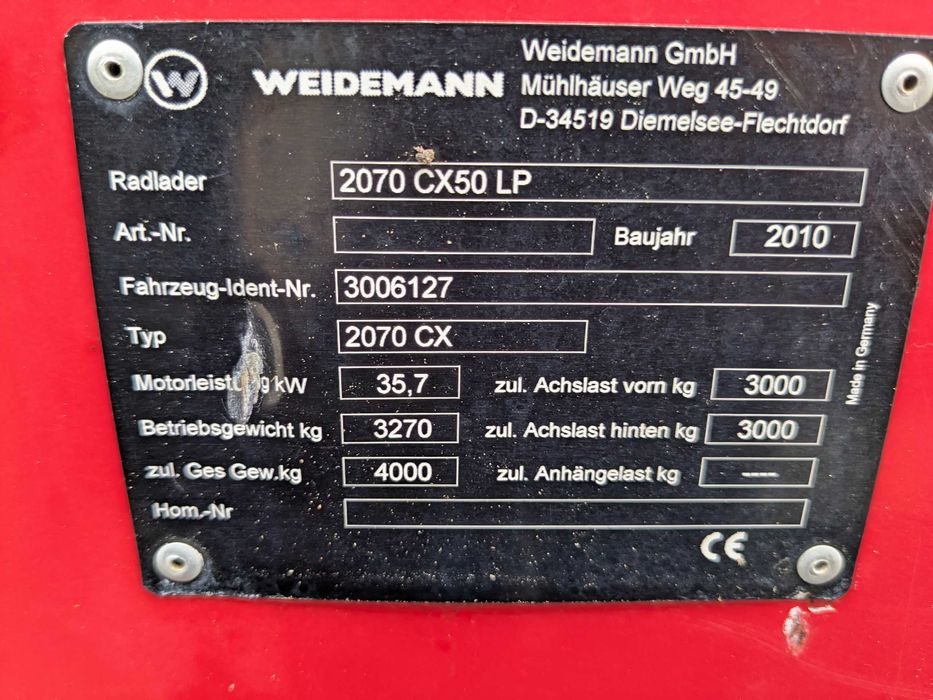 W WEIDEMANN
Weidemann GmbH
Mühlhäuser Weg 45-49
D-34519 Diemelsee-Flechtdorf
Radlader 2070 CX50 LP
Art.-Nr. Baujahr 2010
Fahrzeug-Ident-Nr. 3006127
Typ 2070 CX
Motorleistung kW 35,7 zul. Achslast vorn kg 3000
Betriebsgewicht kg 3270 zul. Achslast hinten kg 3000
zul. Ges Gew.kg 4000 zul. Anhängelast kg ----
Hom.-Nr
Made in Germany
CE